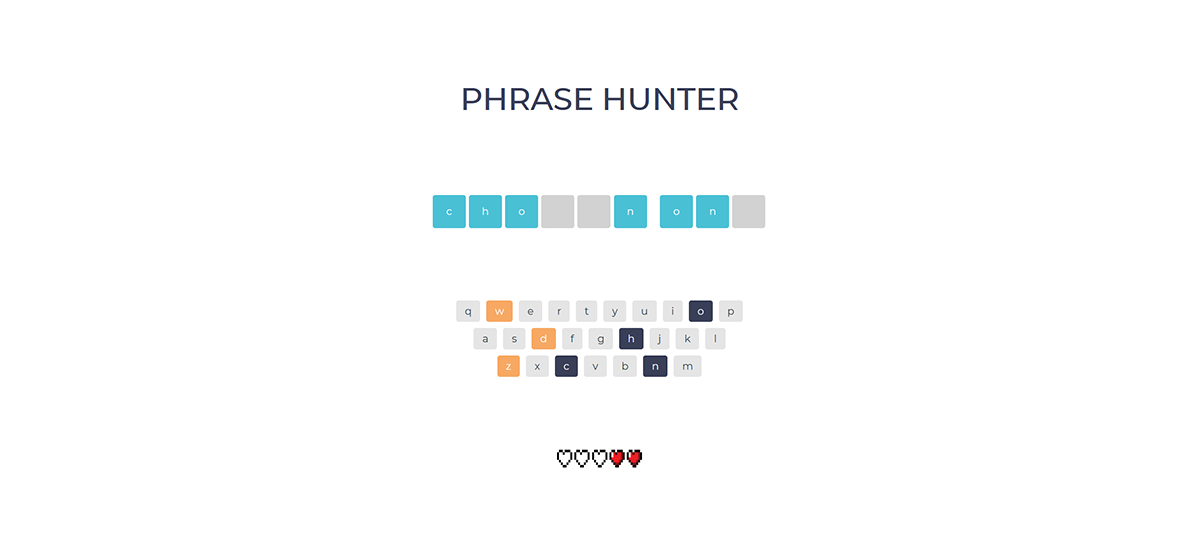 PHRASE HUNTER
c h o n o n
q w e r t y u i o p
a s d f g h j k l
z x c v b n m